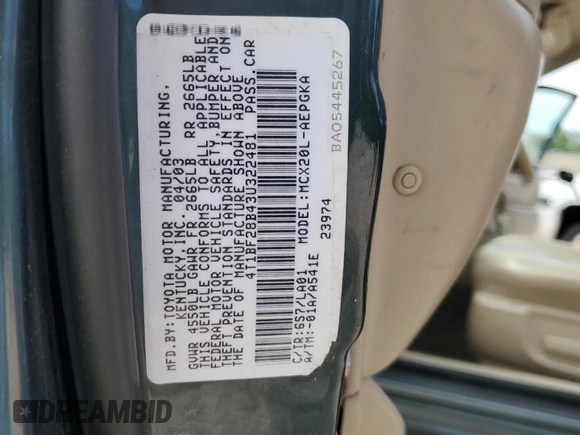 MFD.BY:TOYOTA MOTOR MANUFACTURING,
KENTUCKY,INC. 04/03
GVWR 4550LB GAWR FR 2665LB RR 2665LB
THIS VEHICLE CONFORMS TO ALL APPLICABLE
FEDERAL MOTOR VEHICLE SAFETY, BUMPER AND
THEFT PREVENTION STANDARDS IN EFFECT ON
THE DATE OF MANUFACTURE SHOWN ABOVE
4T1BF28B43U322481 PASS.CAR
MODEL:MCX20L-AEPGKA
C/TR:6S7/LA01 23974
A/TM:-01A/A541E
BA05445267
DREAMBID